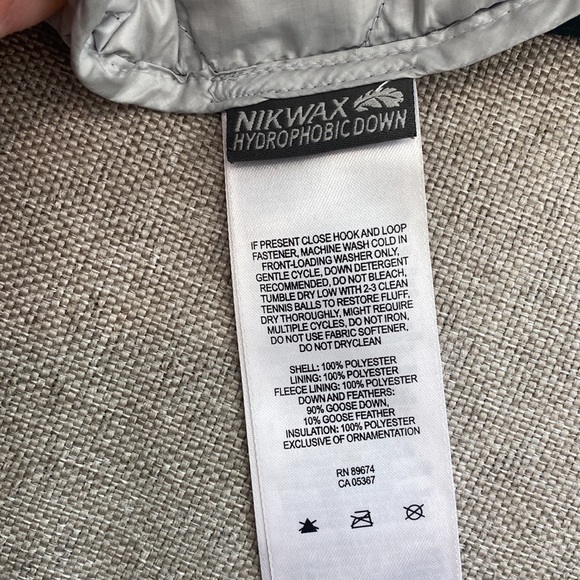 NIKWAX
HYDROPHOBIC DOWN
IF PRESENT CLOSE HOOK AND LOOP
FASTENER, MACHINE WASH COLD IN
FRONT-LOADING WASHER ONLY,
GENTLE CYCLE, DOWN DETERGENT
RECOMMENDED, DO NOT BLEACH,
TUMBLE DRY LOW WITH 2-3 CLEAN
TENNIS BALLS TO RESTORE FLUFF,
DRY THOROUGHLY, MIGHT REQUIRE
MULTIPLE CYCLES, DO NOT IRON,
DO NOT USE FABRIC SOFTENER,
DO NOT DRYCLEAN
SHELL: 100% POLYESTER
LINING: 100% POLYESTER
FLEECE LINING: 100% POLYESTER
DOWN AND FEATHERS:
90% GOOSE DOWN,
10% GOOSE FEATHER
INSULATION: 100% POLYESTER
EXCLUSIVE OF ORNAMENTATION
RN 89674
CA 05367